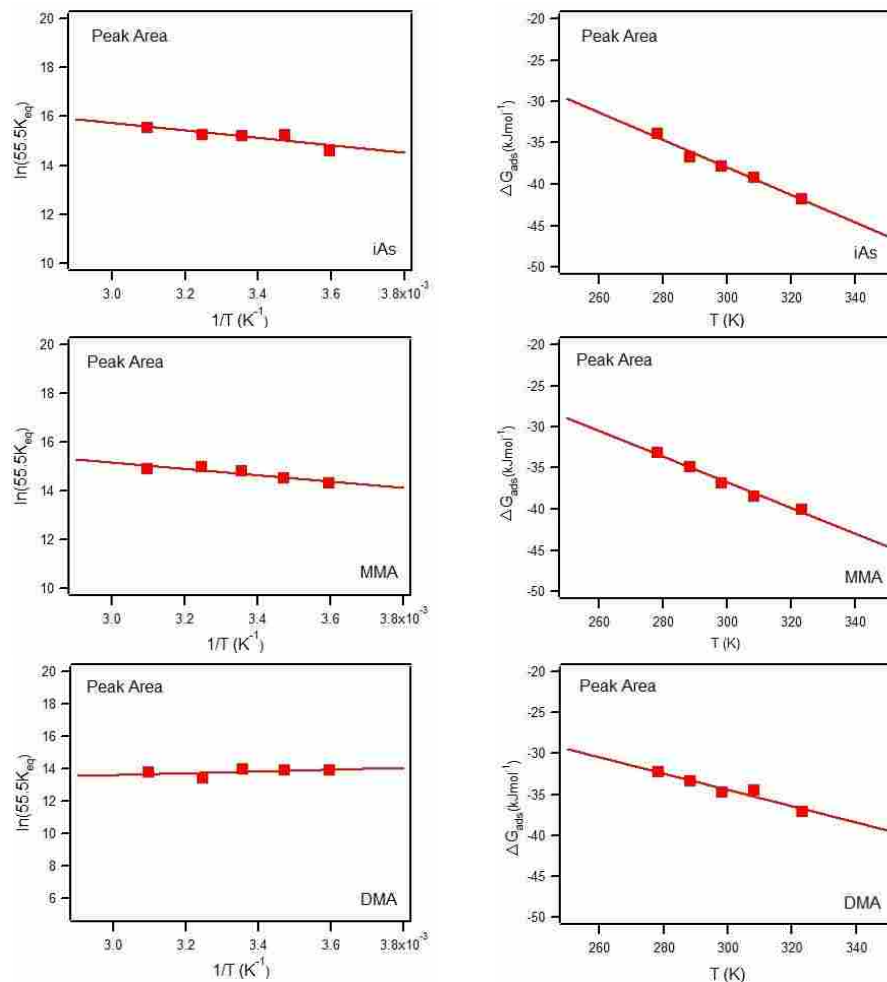 20
18
16
14
12
10
ln(55.5Keq)
Peak Area
iAs
3.0 3.2 3.4 3.6 3.8x10⁻³
1/T (K⁻¹)
-20
-25
-30
-35
-40
-45
-50
△Gads(kJmol⁻¹)
Peak Area
iAs
260 280 300 320 340
T (K)
20
18
16
14
12
10
ln(55.5Keq)
Peak Area
MMA
3.0 3.2 3.4 3.6 3.8x10⁻³
1/T (K⁻¹)
-20
-25
-30
-35
-40
-45
-50
△Gads(kJmol⁻¹)
Peak Area
MMA
260 280 300 320 340
T (K)
20
18
16
14
12
10
8
6
ln(55.5Keq)
Peak Area
DMA
3.0 3.2 3.4 3.6 3.8x10⁻³
1/T (K⁻¹)
-20
-25
-30
-35
-40
-45
-50
△Gads(kJmol⁻¹)
Peak Area
DMA
260 280 300 320 340
T (K)